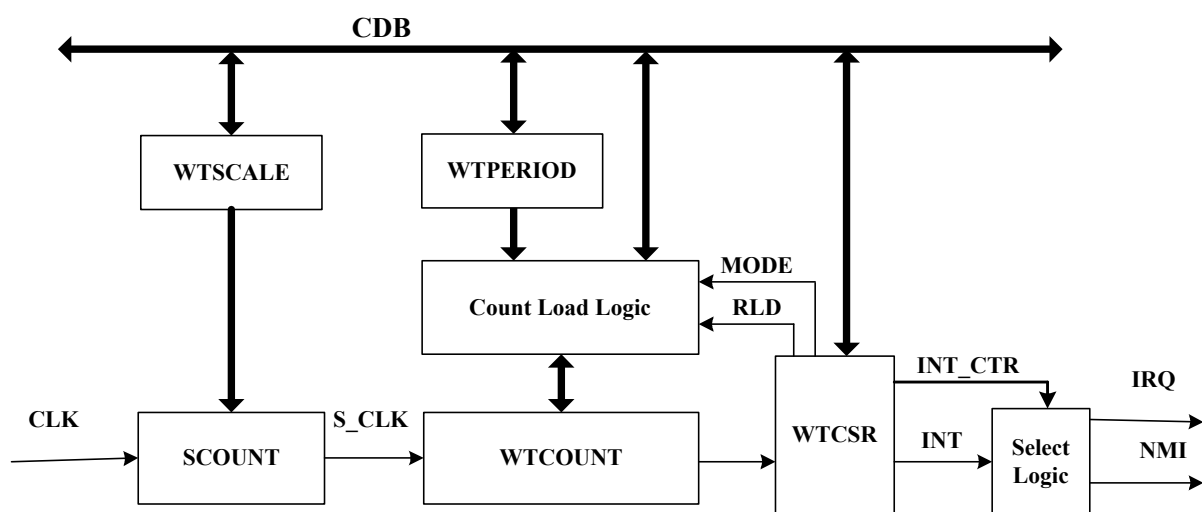 CDB
WTSCALE
WTPERIOD
Count Load Logic
MODE
RLD
INT_CTR
IRQ
CLK
S_CLK
SCOUNT
WTCOUNT
WTCSR
INT
Select
Logic
NMI